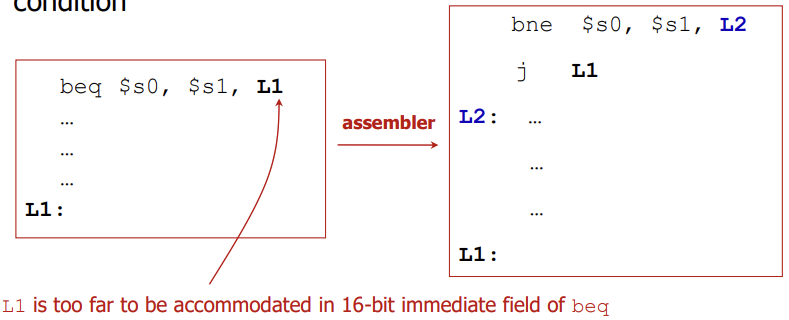 condition
beq $s0, $s1, L1
…
…
…
L1:
assembler
bne $s0, $s1, L2
j L1
L2: …
…
…
L1:
L1 is too far to be accommodated in 16-bit immediate field of beq